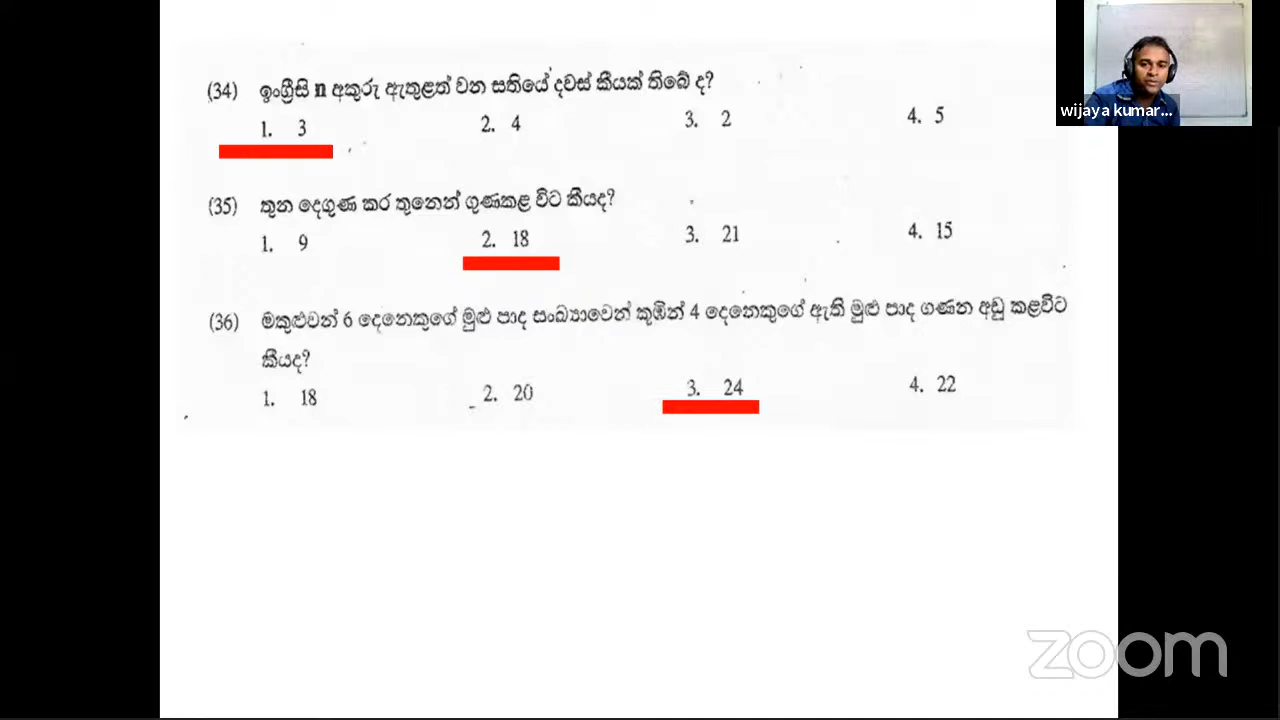 (34) ඉංග්‍රීසි n අකුරු ඇතුළත් වන සතියේ දවස් කීයක් තිබේ ද?
1. 3 2. 4 3. 2 4. 5
(35) තුන දෙගුණ කර තුනෙන් ගුණකළ විට කීයද?
1. 9 2. 18 3. 21 4. 15
(36) මකුළුවන් 6 දෙනෙකුගේ මුළු පාද සංඛ්‍යාවෙන් කූඹින් 4 දෙනෙකුගේ ඇති මුළු පාද ගණන අඩු කළවිට
කීයද?
1. 18 2. 20 3. 24 4. 22
wijaya kumar...
zoom